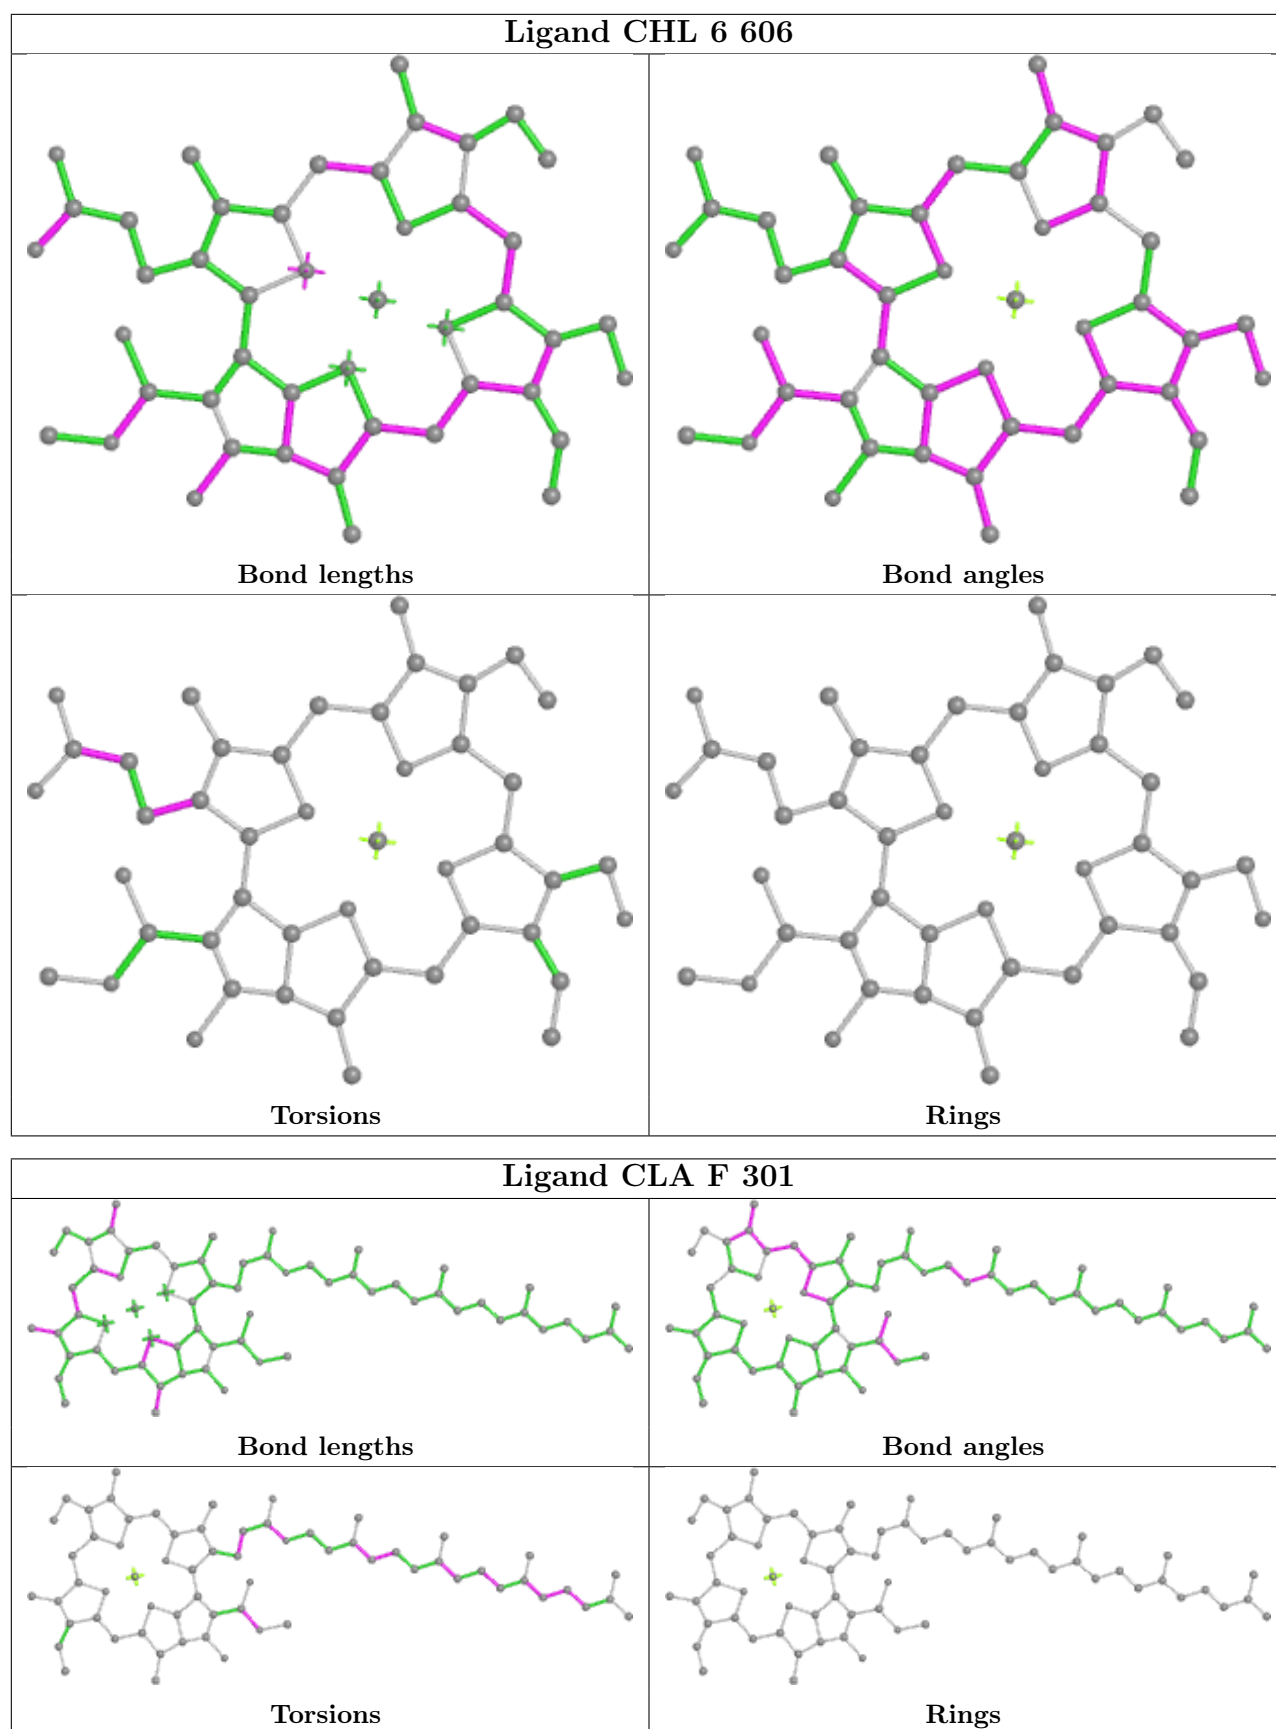 Ligand CHL 6 606
Bond lengths
Bond angles
Torsions
Rings
Ligand CLA F 301
Bond lengths
Bond angles
Torsions
Rings